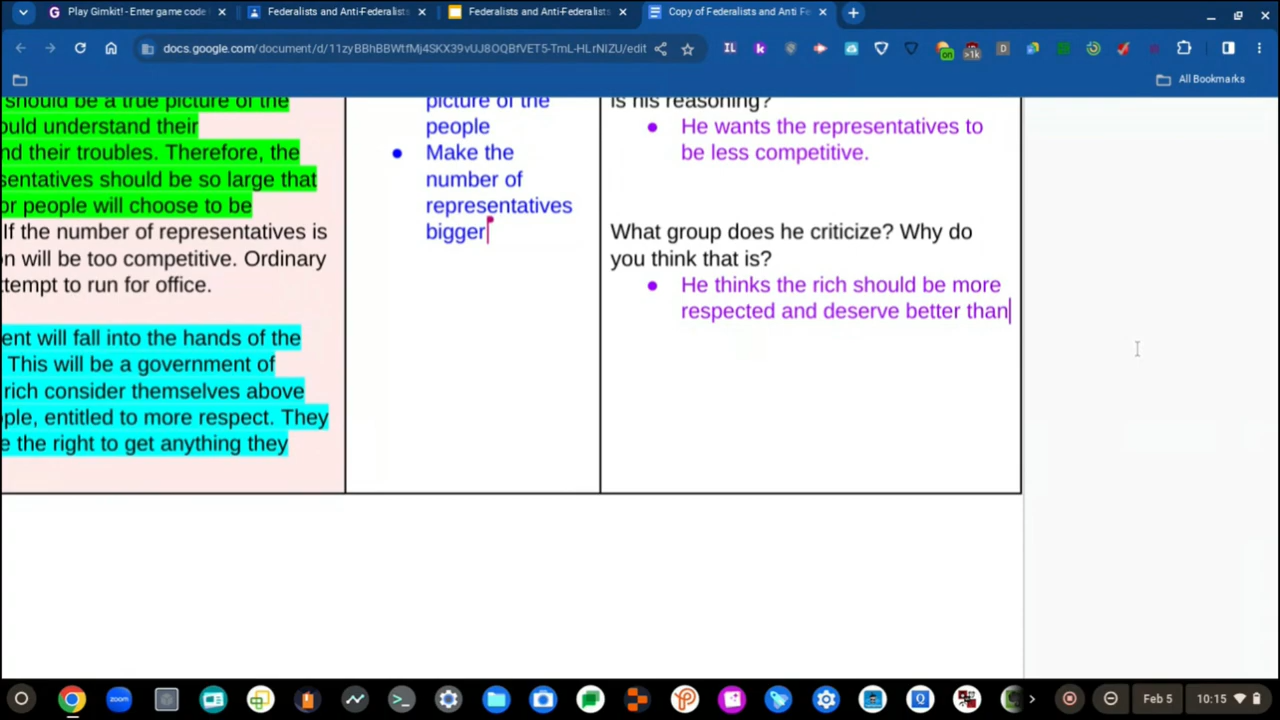 Play Gimkit! - Enter game code
Federalists and Anti-Federalists
Federalists and Anti-Federalists
Copy of Federalists and Anti Fe
docs.google.com/document/d/11zyBBhBBWtfMj4SKX39vUJ8OQBfVET5-TmL-HLrNIZU/edit
All Bookmarks
should be a true picture of the
ould understand their
nd their troubles. Therefore, the
sentatives should be so large that
or people will choose to be
If the number of representatives is
n will be too competitive. Ordinary
ttempt to run for office.
ent will fall into the hands of the
This will be a government of
rich consider themselves above
ple, entitled to more respect. They
e the right to get anything they
picture of the
people
● Make the
number of
representatives
bigger
is his reasoning?
● He wants the representatives to
be less competitive.
What group does he criticize? Why do
you think that is?
● He thinks the rich should be more
respected and deserve better than
zoom
Feb 5
10:15